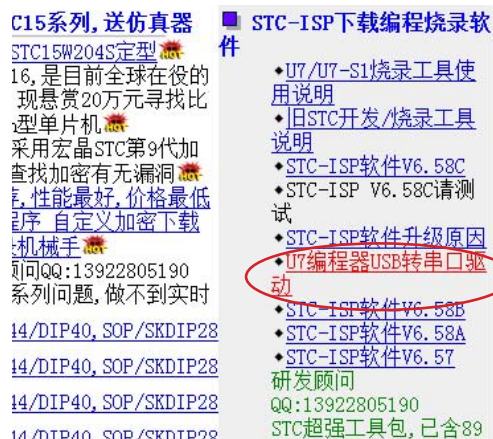 C15系列,送仿真器
STC15W204S定型
16,是目前全球在役的
现悬赏20万元寻找比
型单片机
采用宏晶STC第9代加
查找加密有无漏洞
,性能最好,价格最低
程序 自定义加密下载
机械手
问QQ:13922805190
系列问题,做不到实时
44/DIP40,SOP/SKDIP28
44/DIP40,SOP/SKDIP28
44/DIP40,SOP/SKDIP28
44/DIP40,SOP/SKDIP28
STC-ISP下载编程烧录软
件
◆U7/U7-S1烧录工具使
用说明
◆旧STC开发/烧录工具
说明
◆STC-ISP软件V6.58C
◆STC-ISP V6.58C请测
试
◆STC-ISP软件升级原因
◆U7编程器USB转串口驱
动
◆STC-ISP软件V6.58B
◆STC-ISP软件V6.58A
◆STC-ISP软件V6.57
研发顾问
QQ:13922805190
STC超强工具包,已含89